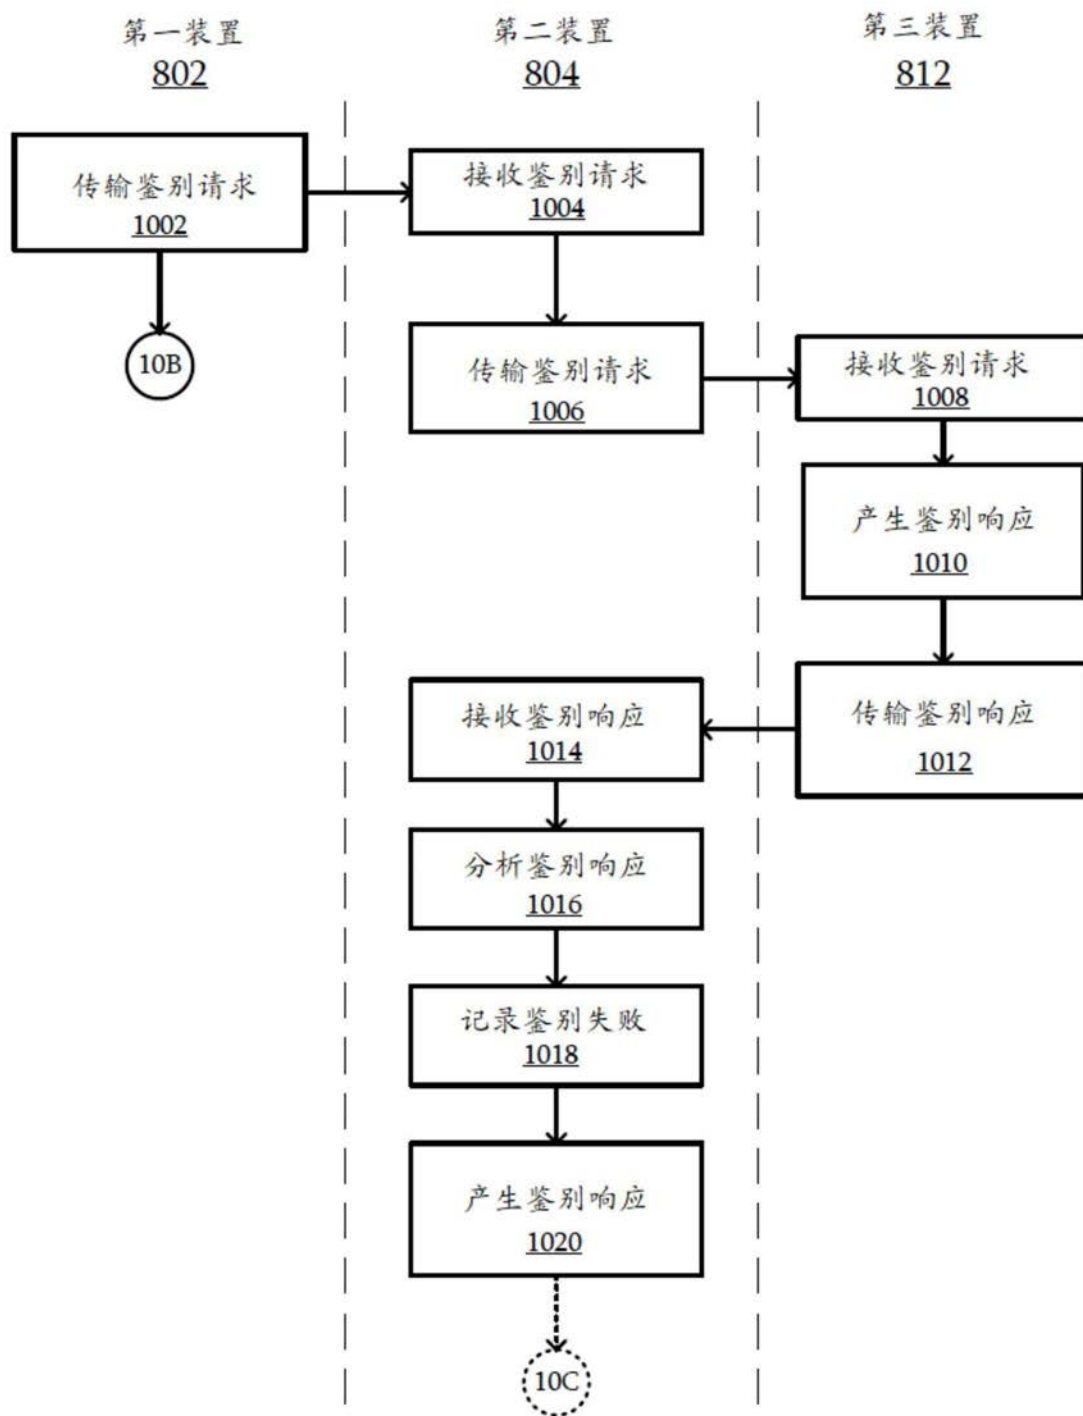 第一装置
802
第二装置
804
第三装置
812
传输鉴别请求
1002
接收鉴别请求
1004
10B
传输鉴别请求
1006
接收鉴别请求
1008
产生鉴别响应
1010
传输鉴别响应
1012
接收鉴别响应
1014
分析鉴别响应
1016
记录鉴别失败
1018
产生鉴别响应
1020
10C